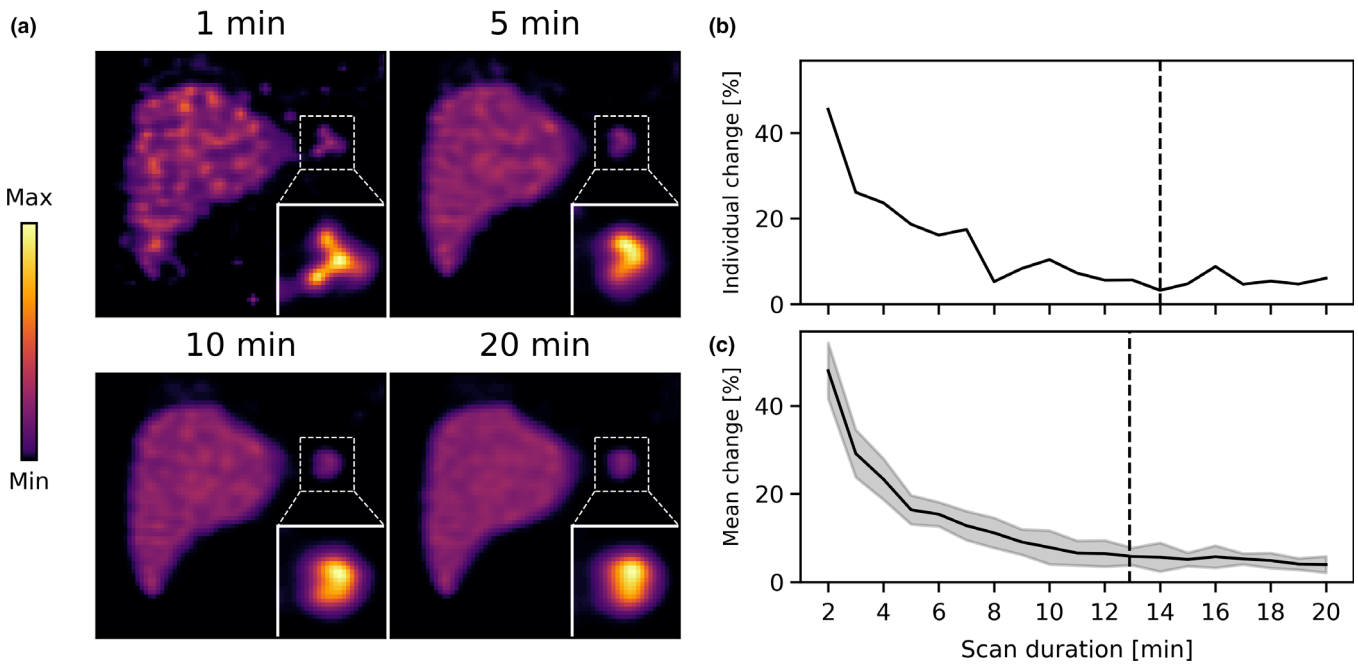 (a)
1 min
5 min
10 min
20 min
Max
Min
(b)
Individual change [%]
40
20
0
(c)
Mean change [%]
40
20
0
2 4 6 8 10 12 14 16 18 20
Scan duration [min]